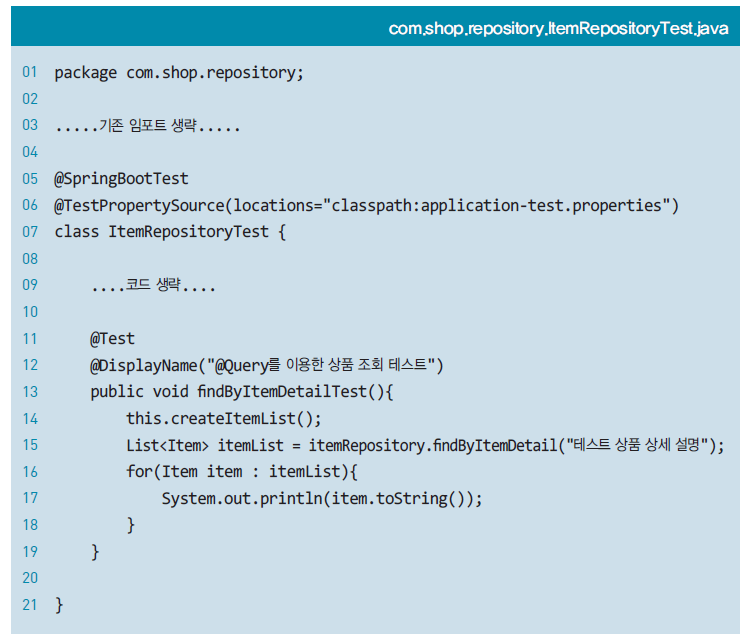 com.shop.repository.ItemRepositoryTest.java
01 package com.shop.repository;
02
03 .....기존 임포트 생략.....
04
05 @SpringBootTest
06 @TestPropertySource(locations="classpath:application-test.properties")
07 class ItemRepositoryTest {
08
09     ....코드 생략....
10
11     @Test
12     @DisplayName("@Query를 이용한 상품 조회 테스트")
13     public void findByItemDetailTest(){
14         this.createItemList();
15         List<Item> itemList = itemRepository.findByItemDetail("테스트 상품 상세 설명");
16         for(Item item : itemList){
17             System.out.println(item.toString());
18         }
19     }
20
21 }